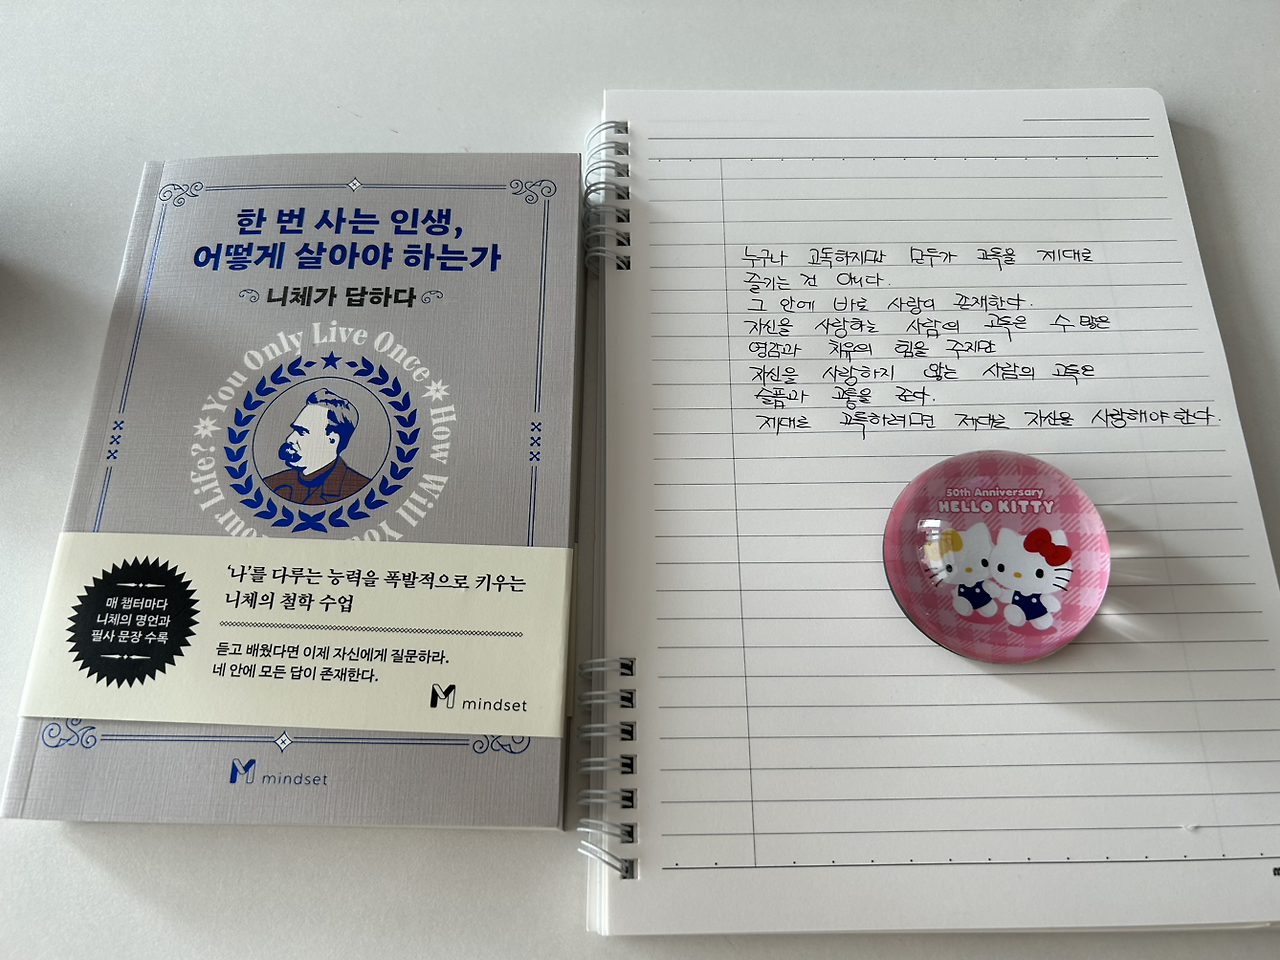 한 번 사는 인생,
어떻게 살아야 하는가
니체가 답하다
You Only Live Once
How Will You
Your Life?
'나'를 다루는 능력을 폭발적으로 키우는
니체의 철학 수업
매 챕터마다
니체의 명언과
필사 문장 수록
듣고 배웠다면 이제 자신에게 질문하라.
네 안에 모든 답이 존재한다.
mindset
mindset
누구나 고독하지만 모두가 고독을 제대로
즐기는 건 아니다.
그 안에 바로 사랑이 존재한다.
자신을 사랑하는 사람의 고독은 수 많은
영감과 치유의 힘을 주지만
자신을 사랑하지 않는 사람의 고독은
슬픔과 고통을 준다.
제대로 고독하려면 제대로 자신을 사랑해야한다.
50th Anniversary
HELLO KITTY